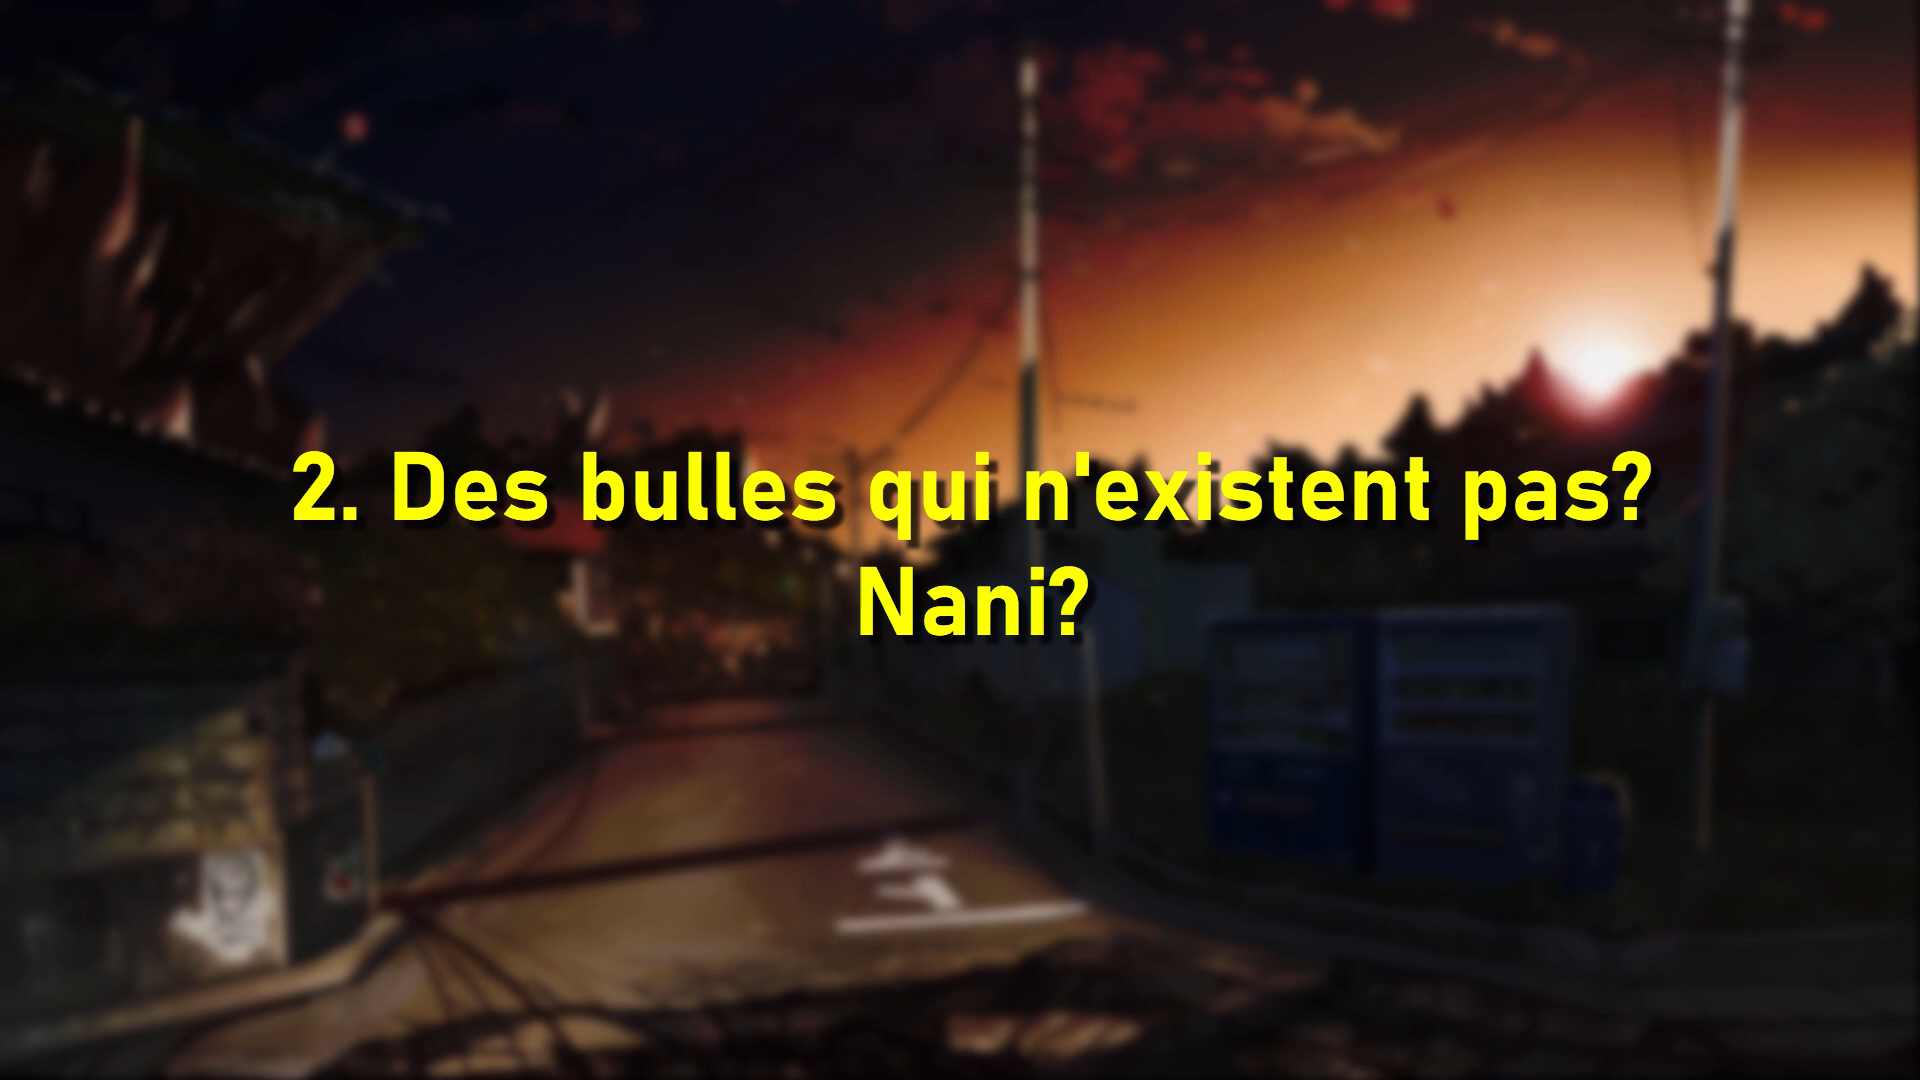 2. Des bulles qui n'existent pas?
Nani?